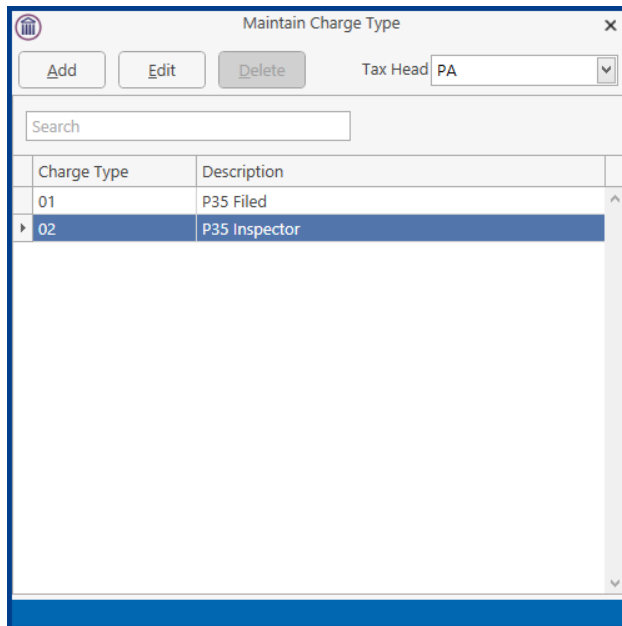 Maintain Charge Type
Add Edit Delete Tax Head PA
Search
Charge Type Description
01 P35 Filed
02 P35 Inspector